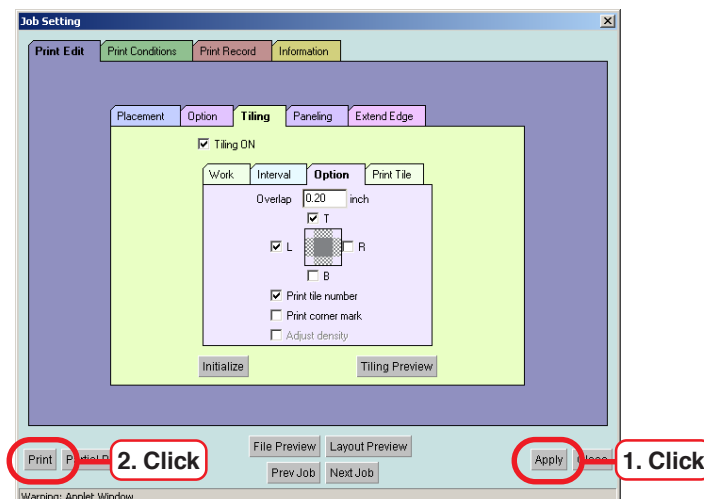 Job Setting
Print Edit Print Conditions Print Record Information
Placement Option Tiling Paneling Extend Edge
Tiling ON
Work Interval Option Print Tile
Overlap 0.20 inch
T
L R
B
Print tile number
Print corner mark
Adjust density
Initialize Tiling Preview
File Preview Layout Preview
Print 2. Click Apply 1. Click
Prev Job Next Job
Warning: Applet Window